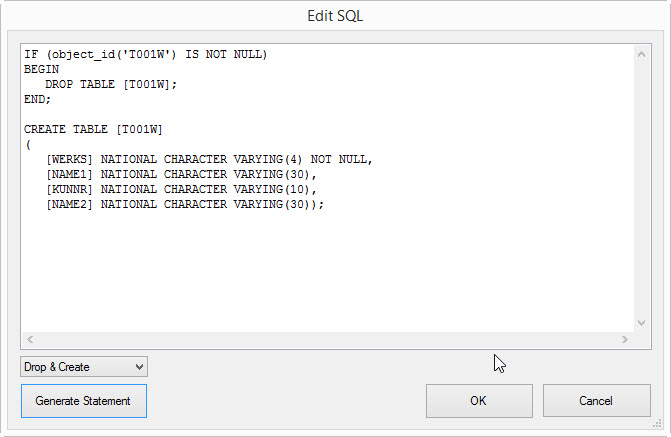 Edit SQL
IF (object_id('T001W') IS NOT NULL)
BEGIN
   DROP TABLE [T001W];
END;
CREATE TABLE [T001W]
(
   [WERKS] NATIONAL CHARACTER VARYING(4) NOT NULL,
   [NAME1] NATIONAL CHARACTER VARYING(30),
   [KUNNR] NATIONAL CHARACTER VARYING(10),
   [NAME2] NATIONAL CHARACTER VARYING(30));
Drop & Create
Generate Statement
OK
Cancel